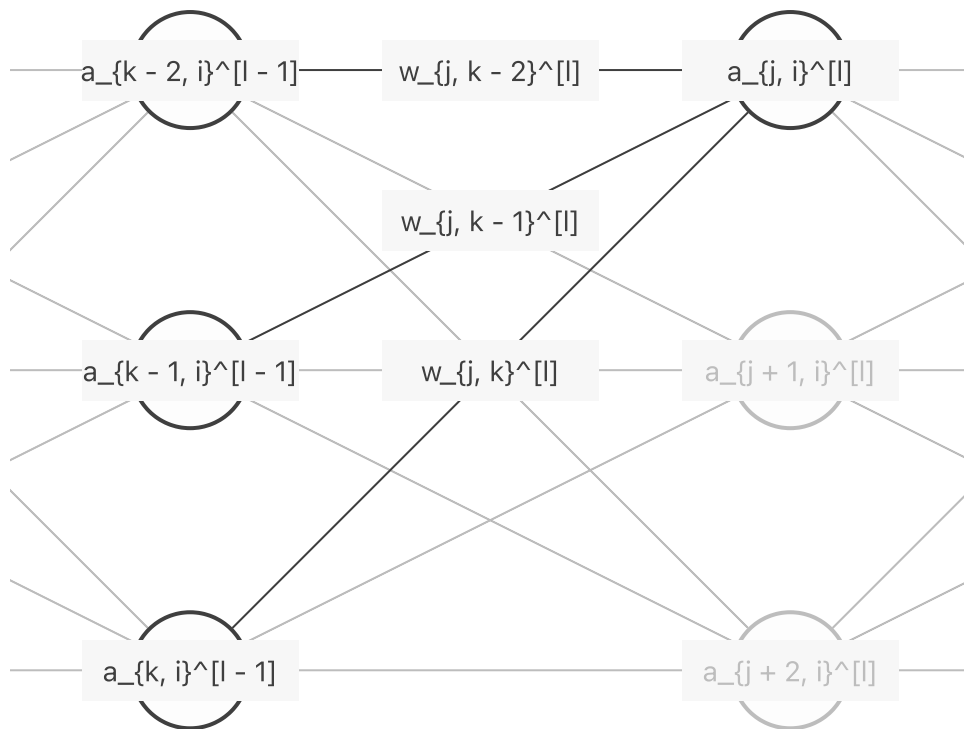 a_{k - 2, i}^[l - 1]
w_{j, k - 2}^[l]
a_{j, i}^[l]
w_{j, k - 1}^[l]
a_{k - 1, i}^[l - 1]
w_{j, k}^[l]
a_{j + 1, i}^[l]
a_{k, i}^[l - 1]
a_{j + 2, i}^[l]